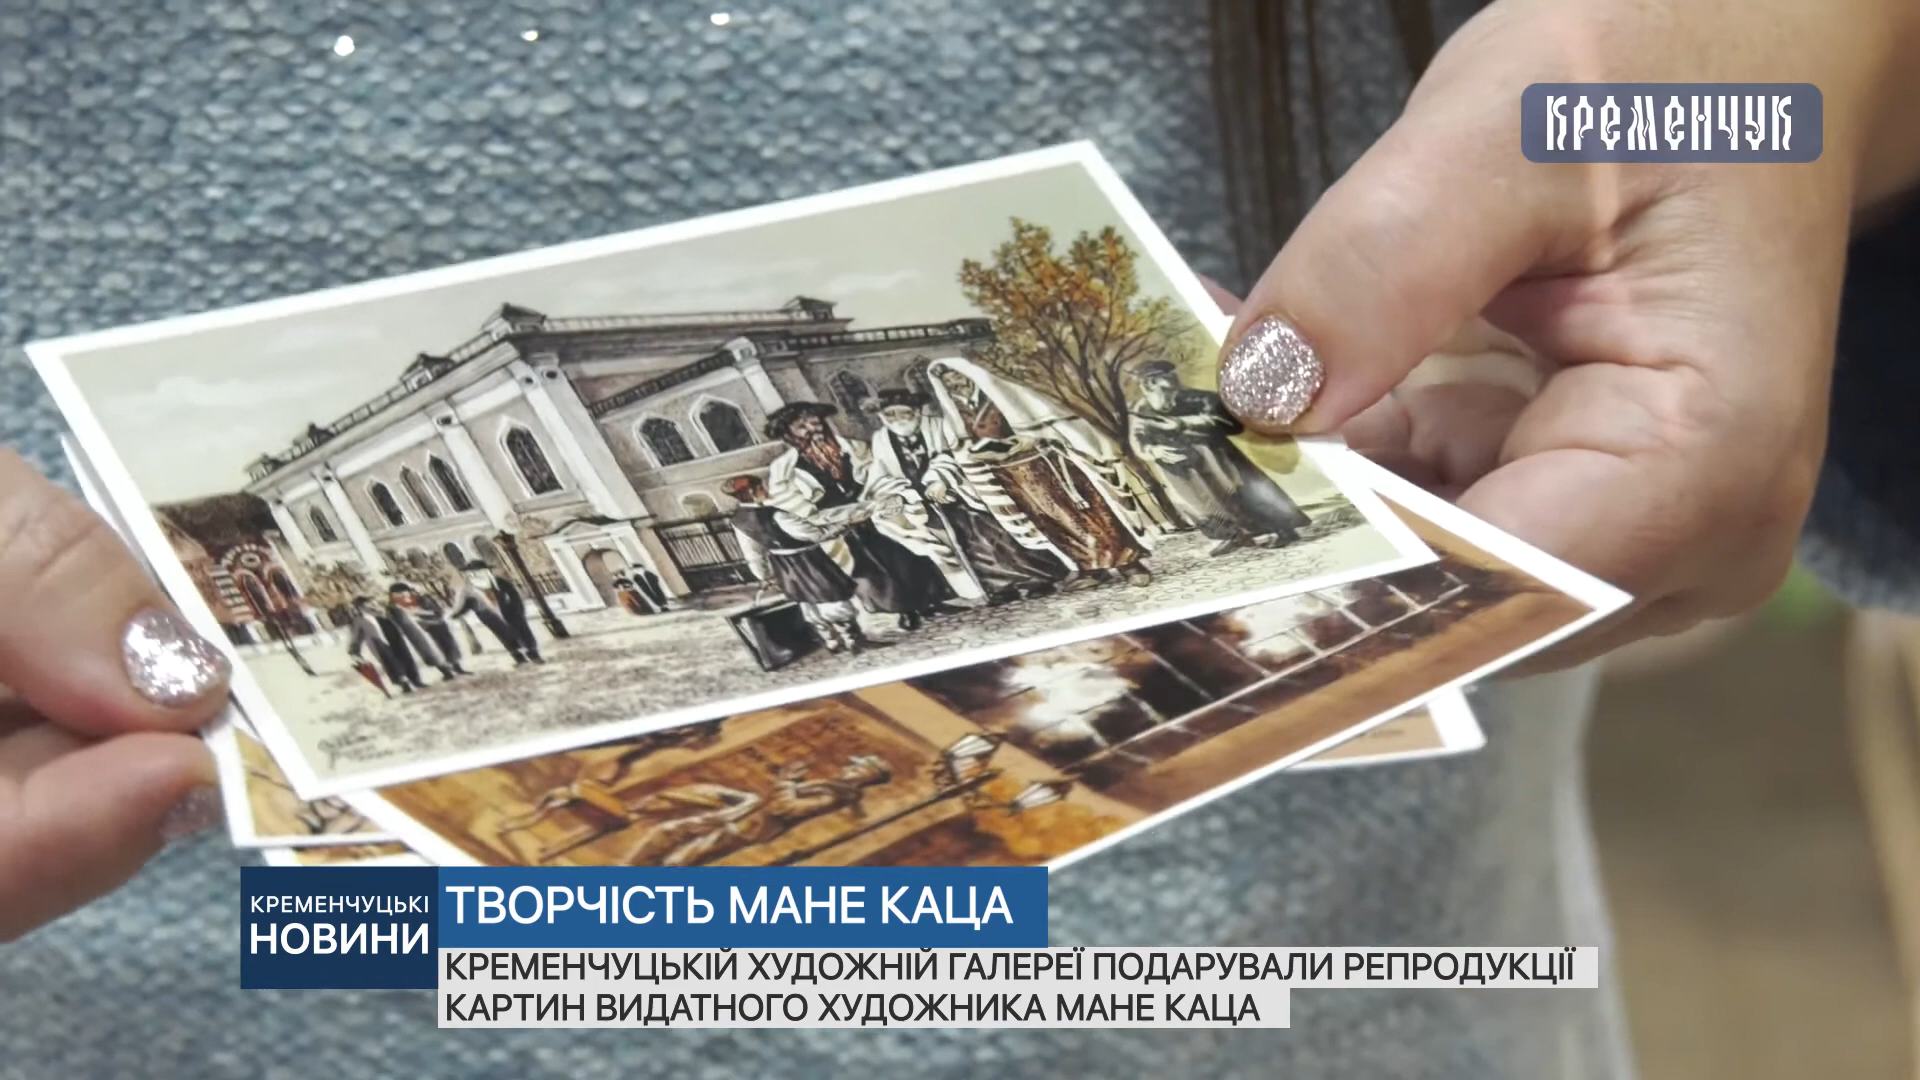 КРЕМЕНЧУК
КРЕМЕНЧУЦЬКІ
НОВИНИ
ТВОРЧІСТЬ МАНЕ КАЦА
КРЕМЕНЧУЦЬКІЙ ХУДОЖНІЙ ГАЛЕРЕЇ ПОДАРУВАЛИ РЕПРОДУКЦІЇ
КАРТИН ВИДАТНОГО ХУДОЖНИКА МАНЕ КАЦА